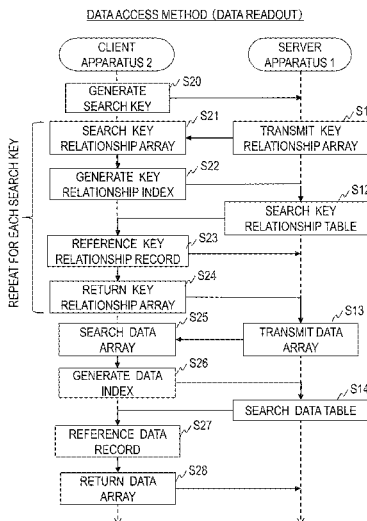 DATA ACCESS METHOD (DATA READOUT)
CLIENT
APPARATUS 2
SERVER
APPARATUS 1
S20
GENERATE
SEARCH KEY
S21
SEARCH KEY
RELATIONSHIP ARRAY
S1
TRANSMIT KEY
RELATIONSHIP ARRAY
S22
GENERATE KEY
RELATIONSHIP INDEX
S12
SEARCH KEY
RELATIONSHIP TABLE
S23
REFERENCE KEY
RELATIONSHIP RECORD
S24
RETURN KEY
RELATIONSHIP ARRAY
REPEAT FOR EACH SEARCH KEY
S25
SEARCH DATA
ARRAY
S13
TRANSMIT DATA
ARRAY
S26
GENERATE DATA
INDEX
S14
SEARCH DATA TABLE
S27
REFERENCE DATA
RECORD
S28
RETURN DATA
ARRAY